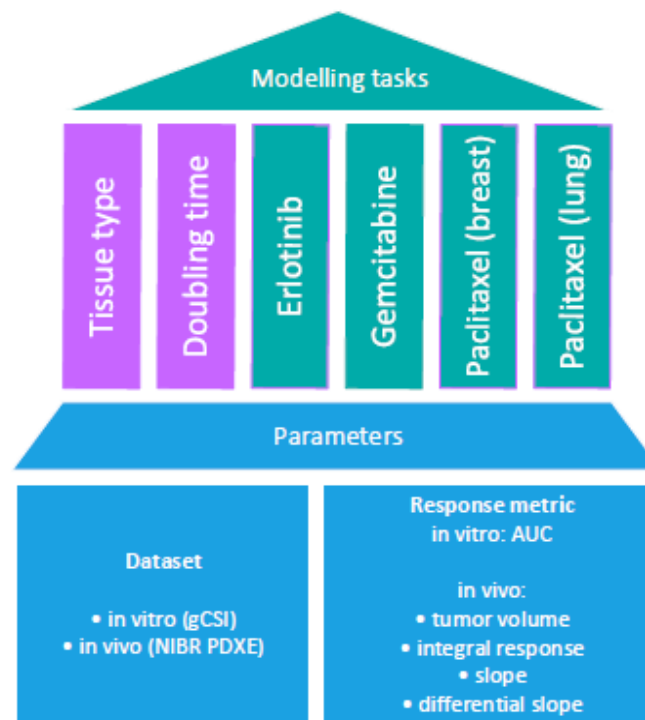 Modelling tasks
Tissue type
Doubling time
Erlotinib
Gemcitabine
Paclitaxel (breast)
Paclitaxel (lung)
Parameters
Dataset
• in vitro (gCSI)
• in vivo (NIBR PDXE)
Response metric
in vitro: AUC
in vivo:
• tumor volume
• integral response
• slope
• differential slope